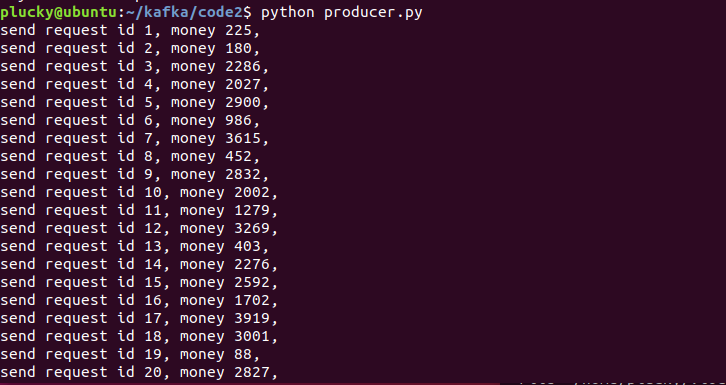 plucky@ubuntu:~/kafka/code2$ python producer.py
send request id 1, money 225,
send request id 2, money 180,
send request id 3, money 2286,
send request id 4, money 2027,
send request id 5, money 2900,
send request id 6, money 986,
send request id 7, money 3615,
send request id 8, money 452,
send request id 9, money 2832,
send request id 10, money 2002,
send request id 11, money 1279,
send request id 12, money 3269,
send request id 13, money 403,
send request id 14, money 2276,
send request id 15, money 2592,
send request id 16, money 1702,
send request id 17, money 3919,
send request id 18, money 3001,
send request id 19, money 88,
send request id 20, money 2827,